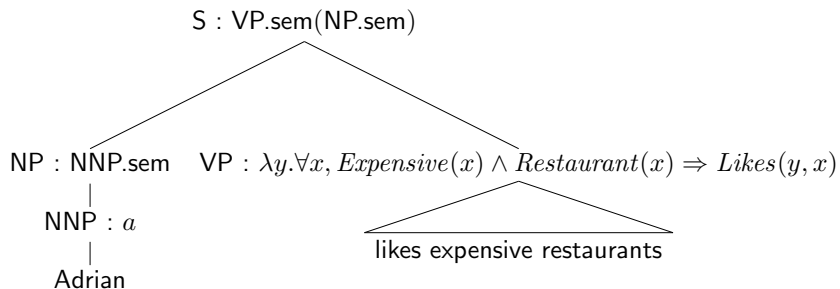 S : VP.sem(NP.sem)
NP : NNP.sem VP : λy.∀x, Expensive(x) ∧ Restaurant(x) ⇒ Likes(y, x)
NNP : a
likes expensive restaurants
Adrian